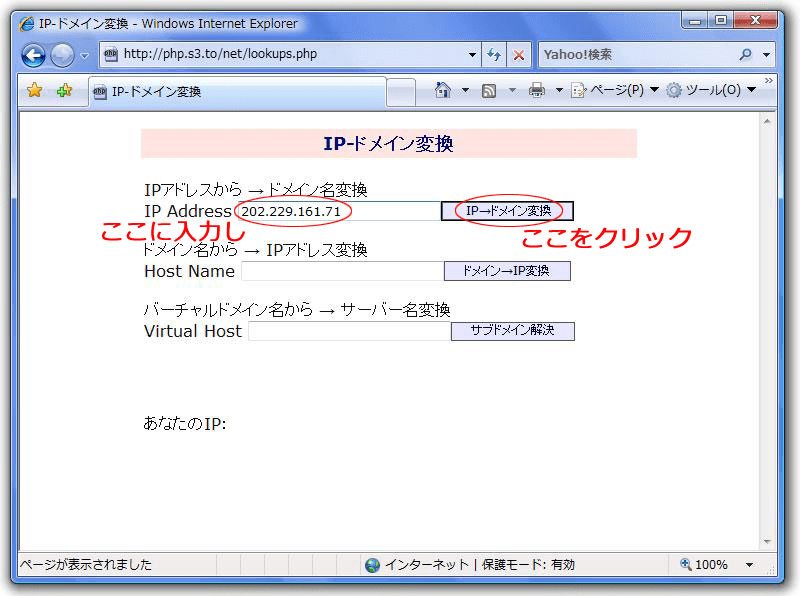 IP-ドメイン変換 - Windows Internet Explorer
http://php.s3.to/net/lookups.php
Yahoo!検索
IP-ドメイン変換
ページ(P)
ツール(O)
IP-ドメイン変換
IPアドレスから → ドメイン名変換
IP Address 202.229.161.71 IP→ドメイン変換
ここに入力し
ここをクリック
ドメイン名から → IPアドレス変換
Host Name ドメイン→IP変換
バーチャルドメイン名から → サーバー名変換
Virtual Host サブドメイン解決
あなたのIP:
ページが表示されました
インターネット | 保護モード: 有効
100%